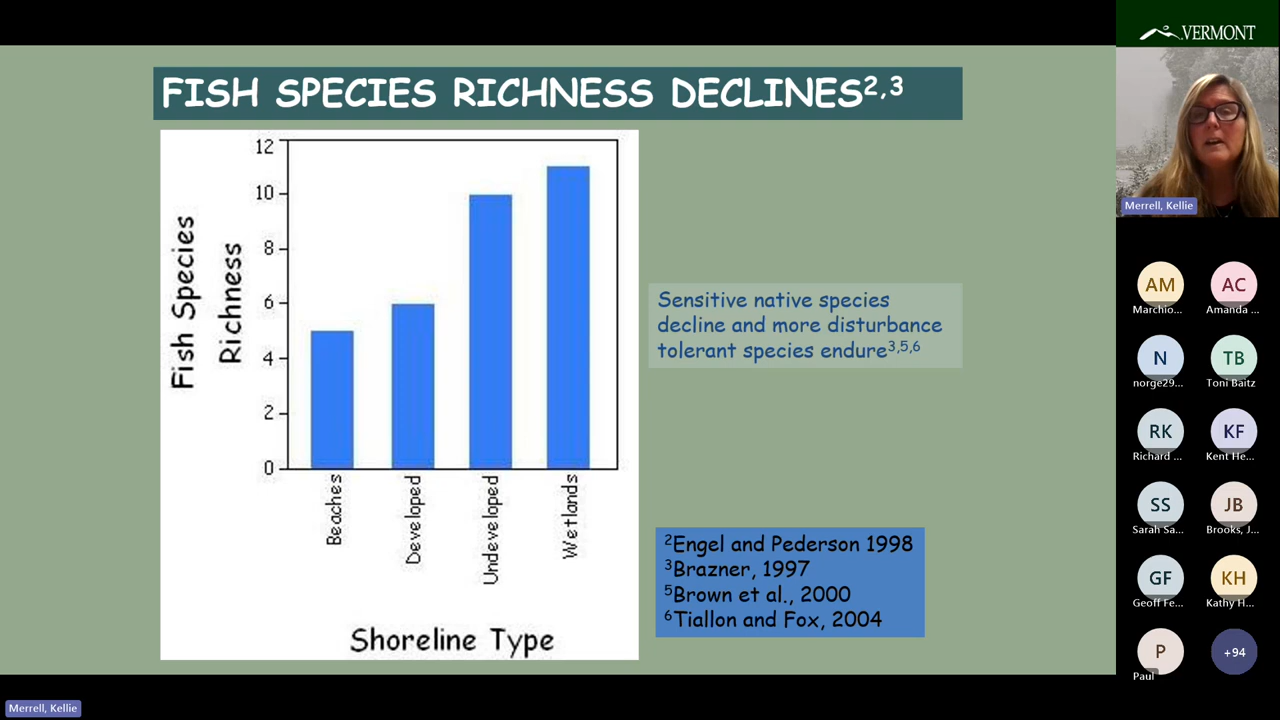 VERMONT
FISH SPECIES RICHNESS DECLINES2,3
12
10
8
6
4
2
0
Fish Species
Richness
Beaches
Developed
Undeveloped
Wetlands
Shoreline Type
Sensitive native species
decline and more disturbance
tolerant species endure3,5,6
2Engel and Pederson 1998
3Brazner, 1997
5Brown et al., 2000
6Tiallon and Fox, 2004
Merrell, Kellie
AM
AC
Marchio...
Amanda ...
N
TB
norge29...
Toni Baitz
RK
KF
Richard ...
Kent He...
SS
JB
Sarah Sa...
Brooks, J...
GF
KH
Geoff Fe...
Kathy H...
P
+94
Paul
Merrell, Kellie